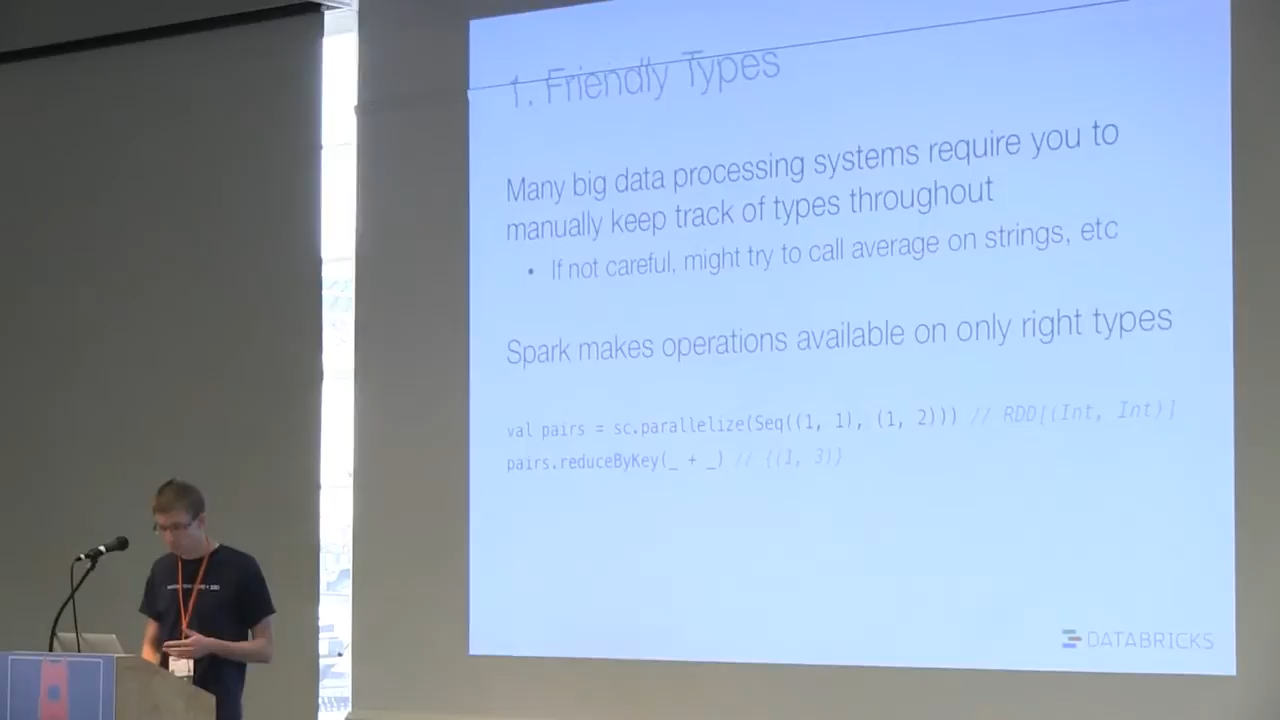 1. Friendly Types
Many big data processing systems require you to
manually keep track of types throughout
• If not careful, might try to call average on strings, etc
Spark makes operations available on only right types
val pairs = sc.parallelize(Seq((1, 1), (1, 2))) // RDD[(Int, Int)]
pairs.reduceByKey(_ + _) // {(1, 3)}
DATABRICKS